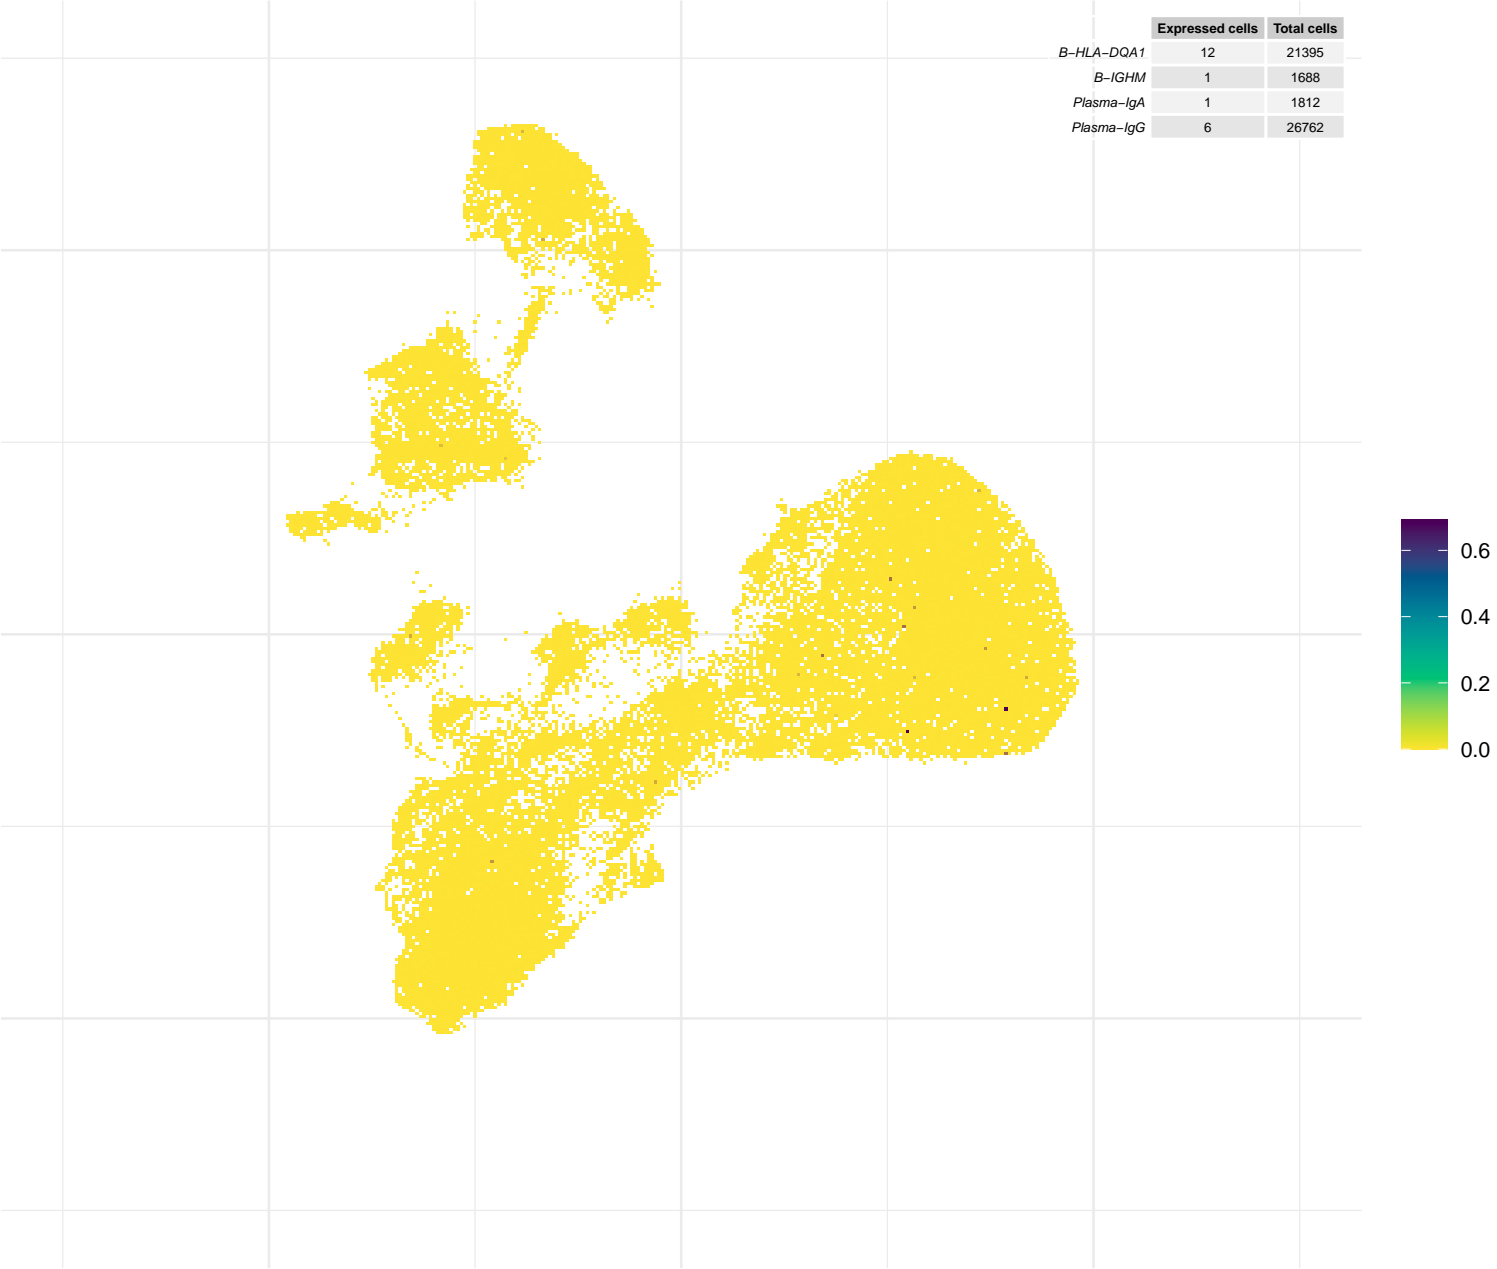 Expressed cells Total cells
B−HLA−DQA1 12 21395
B−IGHM 1 1688
Plasma−IgA 1 1812
Plasma−IgG 6 26762
0.6
0.4
0.2
0.0